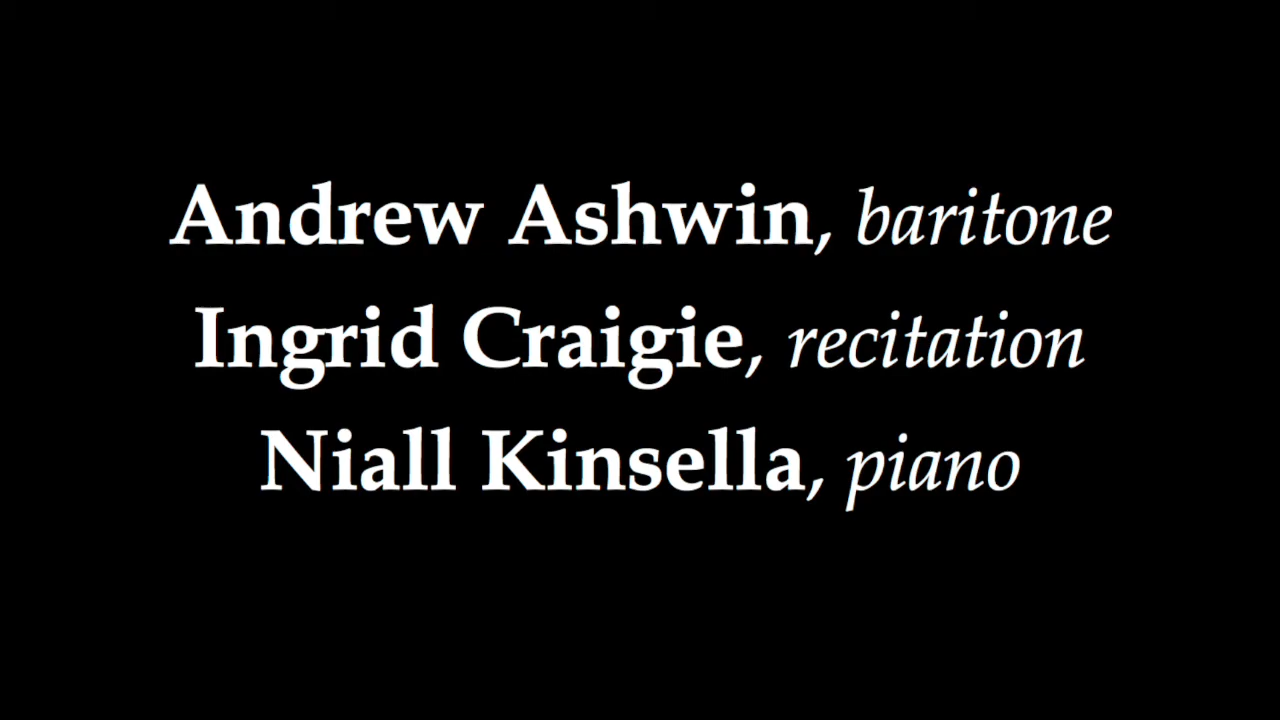 Andrew Ashwin, baritone
Ingrid Craigie, recitation
Niall Kinsella, piano